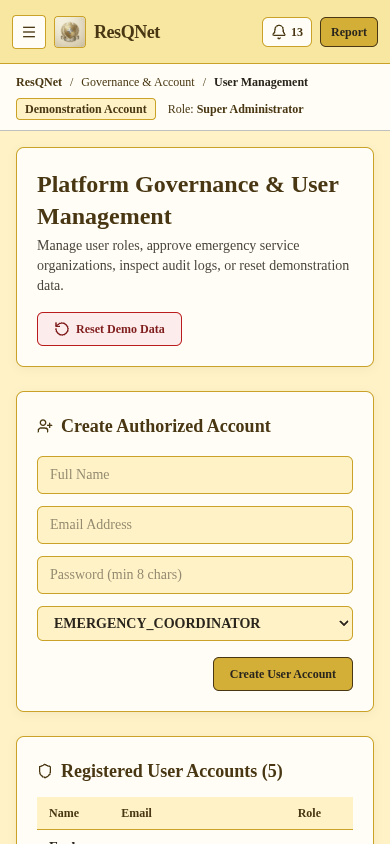 ResQNet
13
Report
ResQNet / Governance & Account / User Management
Demonstration Account Role: Super Administrator
Platform Governance & User
Management
Manage user roles, approve emergency service
organizations, inspect audit logs, or reset demonstration
data.
Reset Demo Data
Create Authorized Account
Full Name
Email Address
Password (min 8 chars)
EMERGENCY_COORDINATOR
Create User Account
Registered User Accounts (5)
Name Email Role